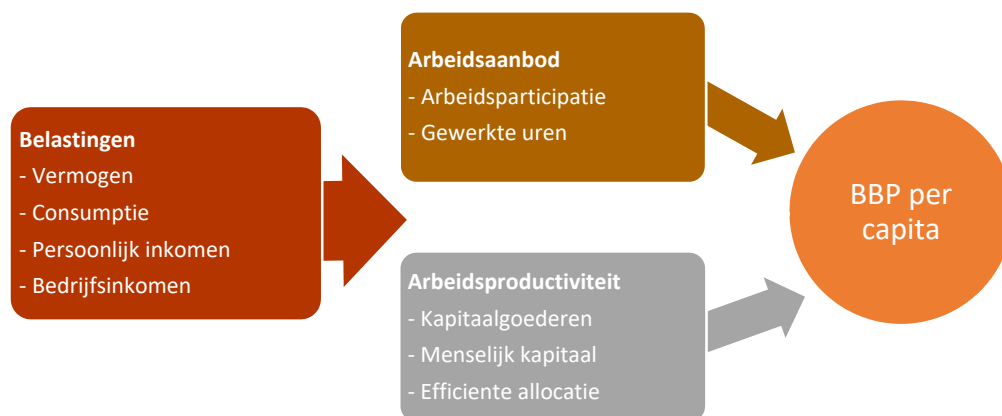 Belastingen
- Vermogen
- Consumptie
- Persoonlijk inkomen
- Bedrijfsinkomen
Arbeidsaanbod
- Arbeidsparticipatie
- Gewerkte uren
Arbeidsproductiviteit
- Kapitaalgoederen
- Menselijk kapitaal
- Efficiente allocatie
BBP per
capita